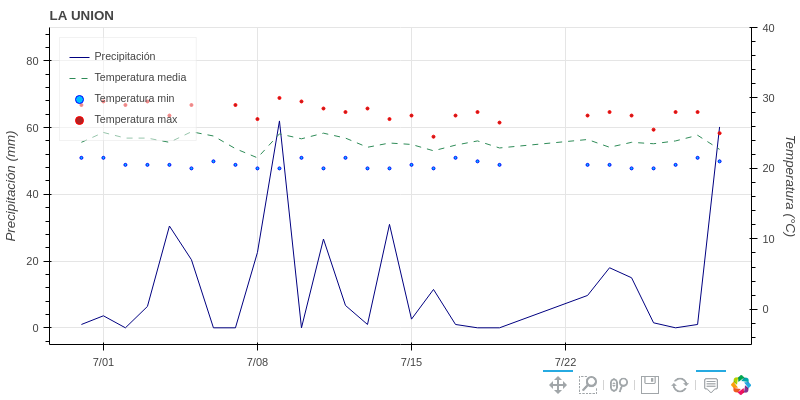 LA UNION
Precipitación
Temperatura media
Temperatura min
Temperatura máx
80
60
40
20
0
Precipitación (mm)
40
30
20
10
0
Temperatura (°C)
7/01
7/08
7/15
7/22